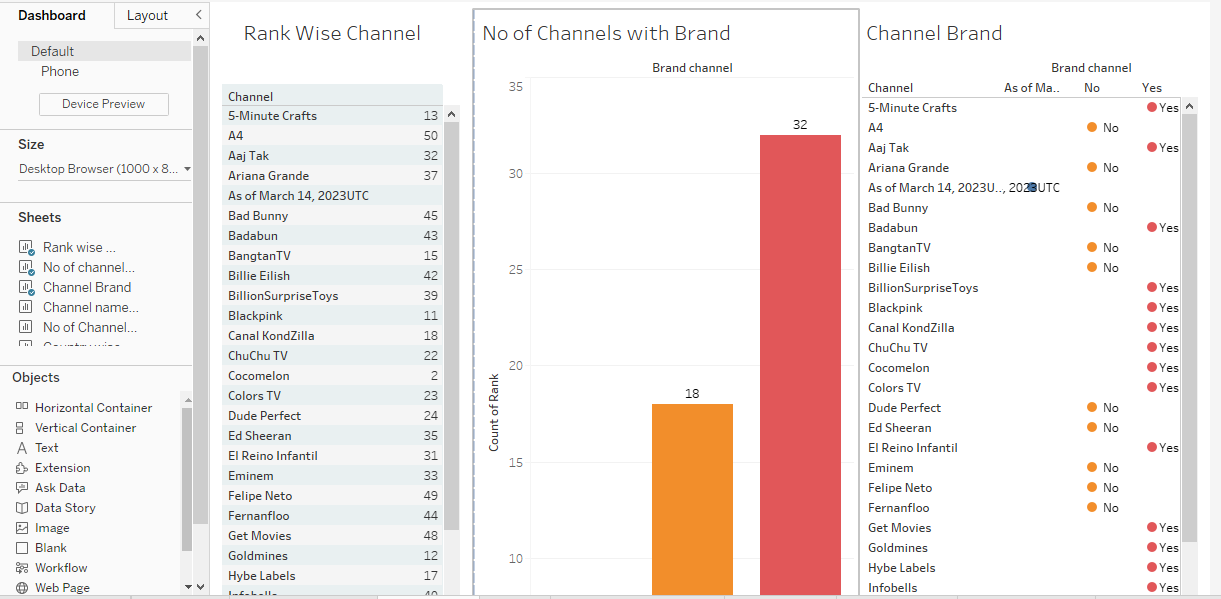 Dashboard
Layout
Default
Phone
Device Preview
Size
Desktop Browser (1000 x 8...
Sheets
Rank wise ...
No of channel...
Channel Brand
Channel name...
No of Channel...
Objects
Horizontal Container
Vertical Container
Text
Extension
Ask Data
Data Story
Image
Blank
Workflow
Web Page
Rank Wise Channel
Channel
5-Minute Crafts 13
A4 50
Aaj Tak 32
Ariana Grande 37
As of March 14, 2023UTC
Bad Bunny 45
Badabun 43
BangtanTV 15
Billie Eilish 42
BillionSurpriseToys 39
Blackpink 11
Canal KondZilla 18
ChuChu TV 22
Cocomelon 2
Colors TV 23
Dude Perfect 24
Ed Sheeran 35
El Reino Infantil 31
Eminem 33
Felipe Neto 49
Fernanfloo 44
Get Movies 48
Goldmines 12
Hybe Labels 17
No of Channels with Brand
Brand channel
35
30
25
20
15
10
Count of Rank
18
32
Channel Brand
Brand channel
Channel As of Ma.. No Yes
5-Minute Crafts Yes
A4 No
Aaj Tak Yes
Ariana Grande No
As of March 14, 2023U.., 2023UTC
Bad Bunny No
Badabun Yes
BangtanTV No
Billie Eilish No
BillionSurpriseToys Yes
Blackpink Yes
Canal KondZilla Yes
ChuChu TV Yes
Cocomelon Yes
Colors TV Yes
Dude Perfect No
Ed Sheeran No
El Reino Infantil Yes
Eminem No
Felipe Neto No
Fernanfloo No
Get Movies Yes
Goldmines Yes
Hybe Labels Yes
Infobells Yes